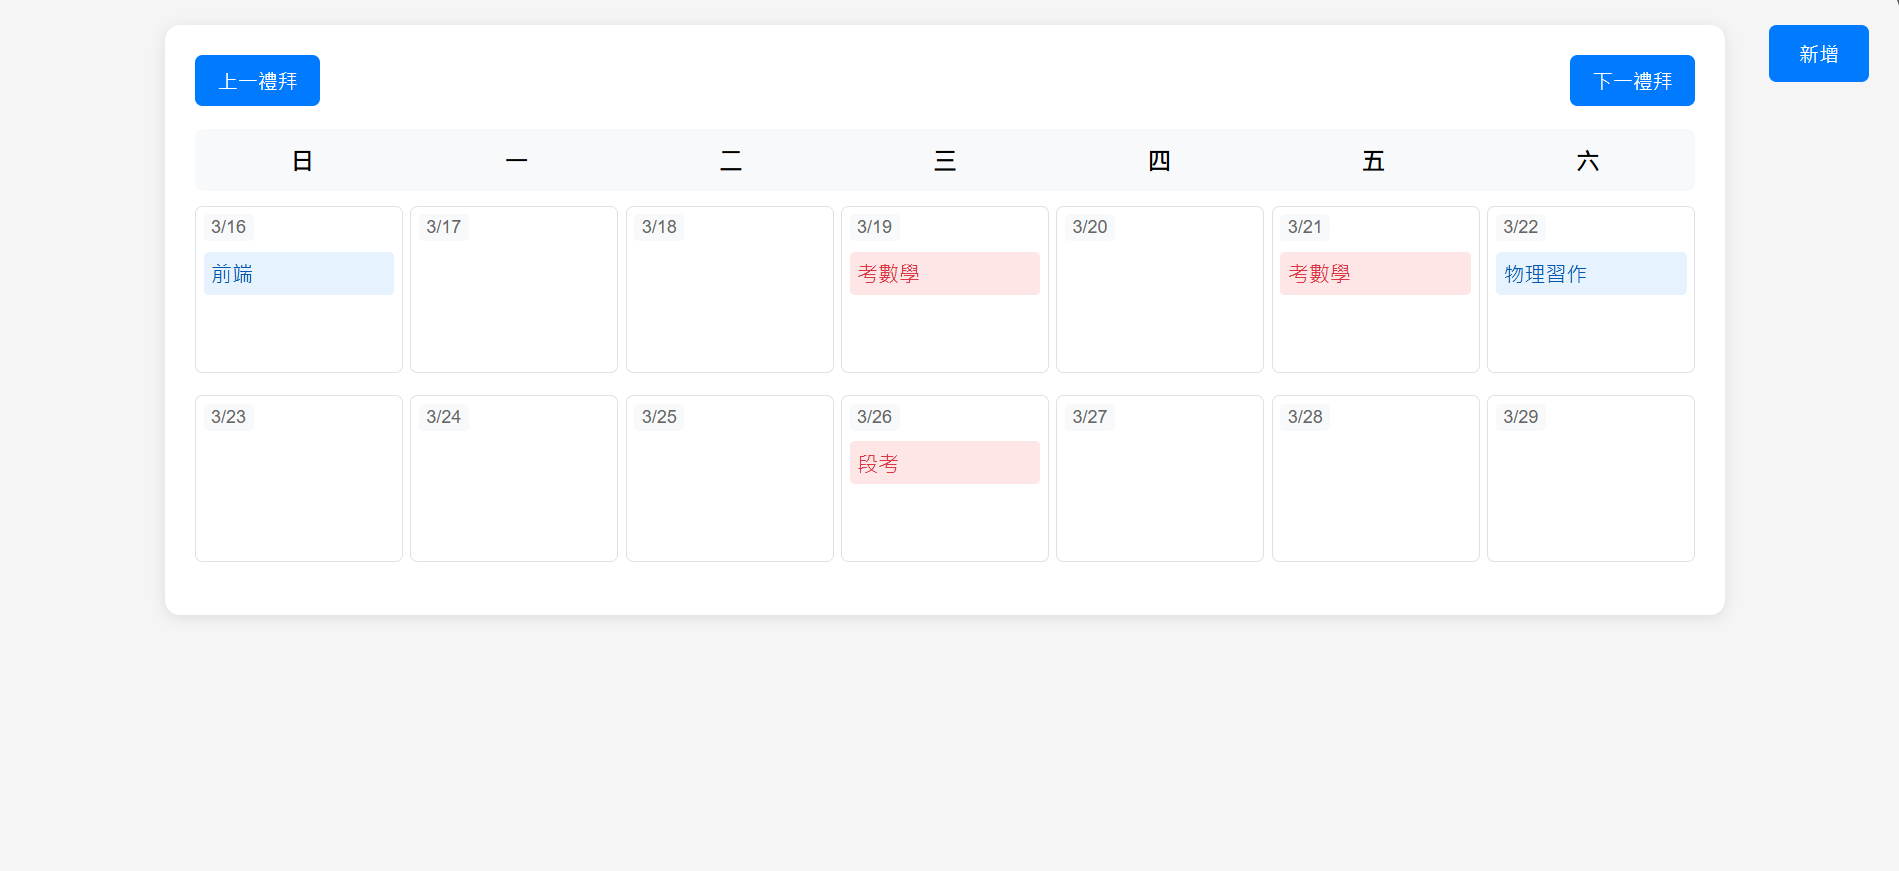 上一禮拜
下一禮拜
新增
日 一 二 三 四 五 六
3/16 3/17 3/18 3/19 3/20 3/21 3/22
前端 考數學 考數學 物理習作
3/23 3/24 3/25 3/26 3/27 3/28 3/29
段考